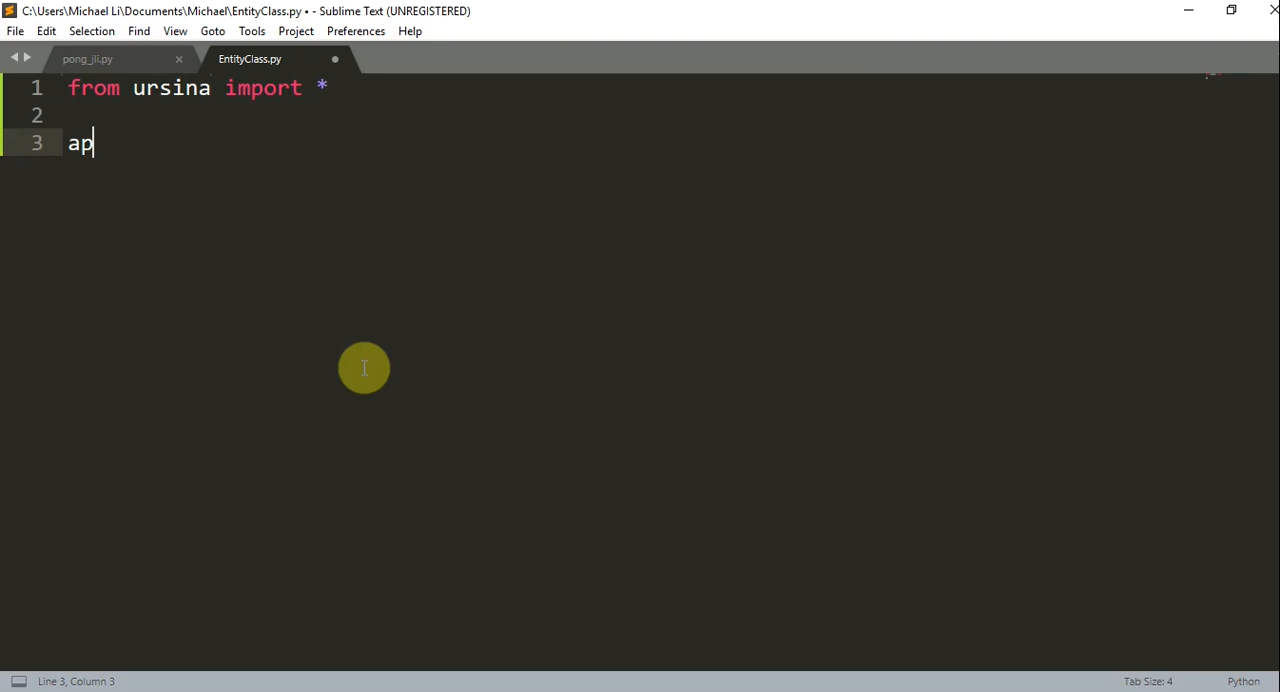 C:\Users\Michael Li\Documents\Michael\EntityClass.py • - Sublime Text (UNREGISTERED)
File Edit Selection Find View Goto Tools Project Preferences Help
pong_jli.py EntityClass.py
1 from ursina import *
2
3 ap
Line 3, Column 3 Tab Size: 4 Python